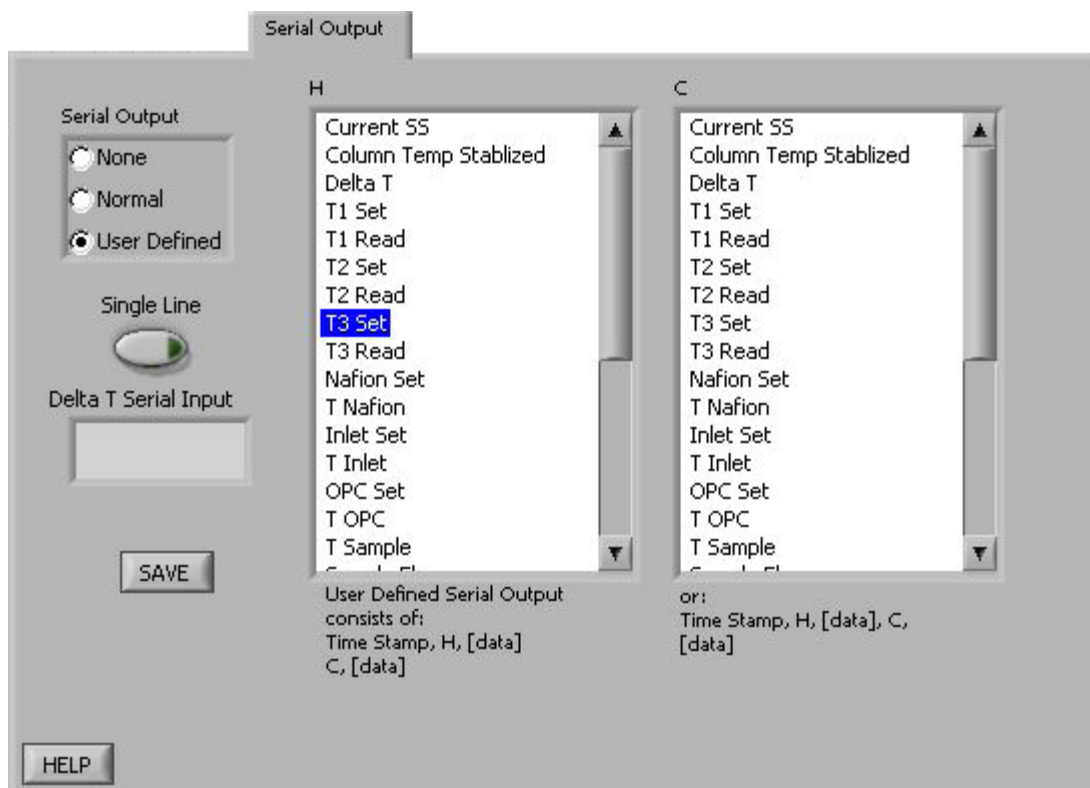 Serial Output
Serial Output
None
Normal
User Defined
Single Line
Delta T Serial Input
SAVE
HELP
H
Current SS
Column Temp Stablized
Delta T
T1 Set
T1 Read
T2 Set
T2 Read
T3 Set
T3 Read
Nafion Set
T Nafion
Inlet Set
T Inlet
OPC Set
T OPC
T Sample
User Defined Serial Output
consists of:
Time Stamp, H, [data]
C, [data]
C
Current SS
Column Temp Stablized
Delta T
T1 Set
T1 Read
T2 Set
T2 Read
T3 Set
T3 Read
Nafion Set
T Nafion
Inlet Set
T Inlet
OPC Set
T OPC
T Sample
or:
Time Stamp, H, [data], C,
[data]